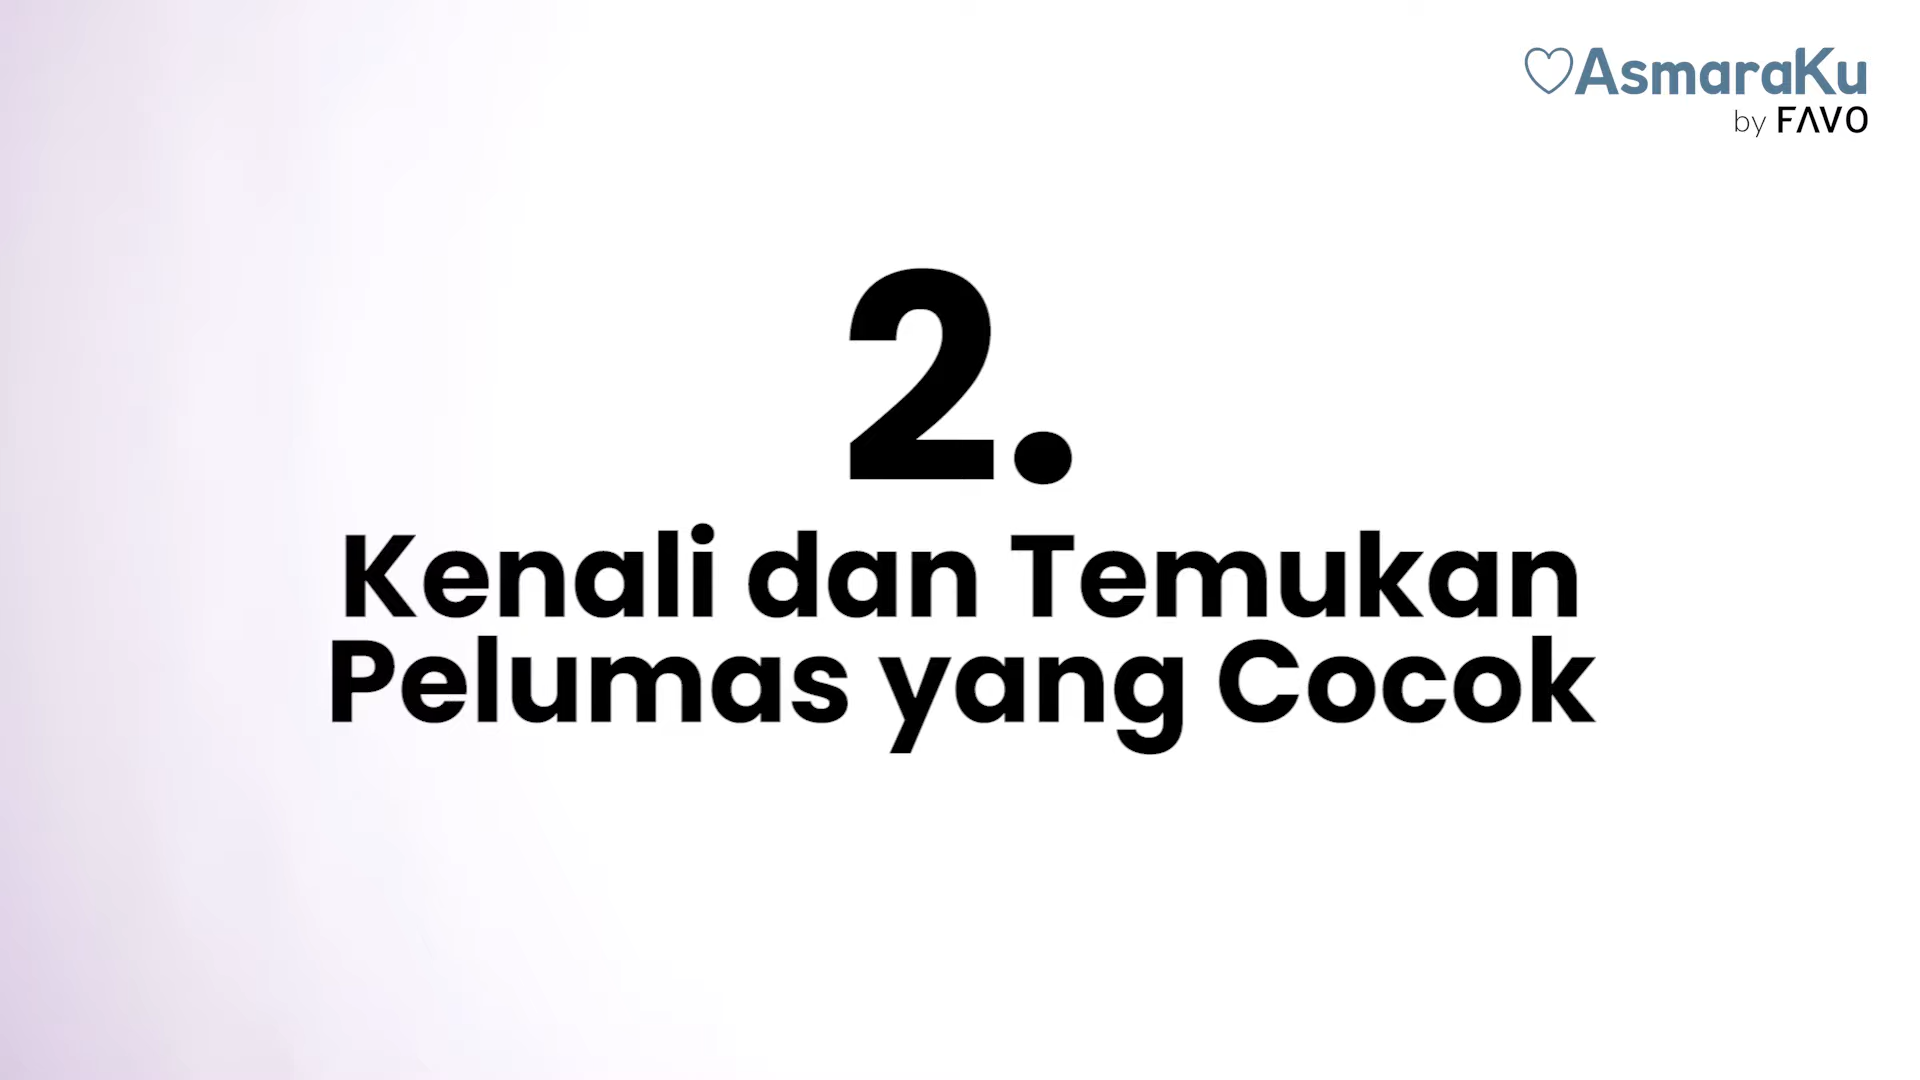 AsmaraKu
by FAVO
2.
Kenali dan Temukan
Pelumas yang Cocok